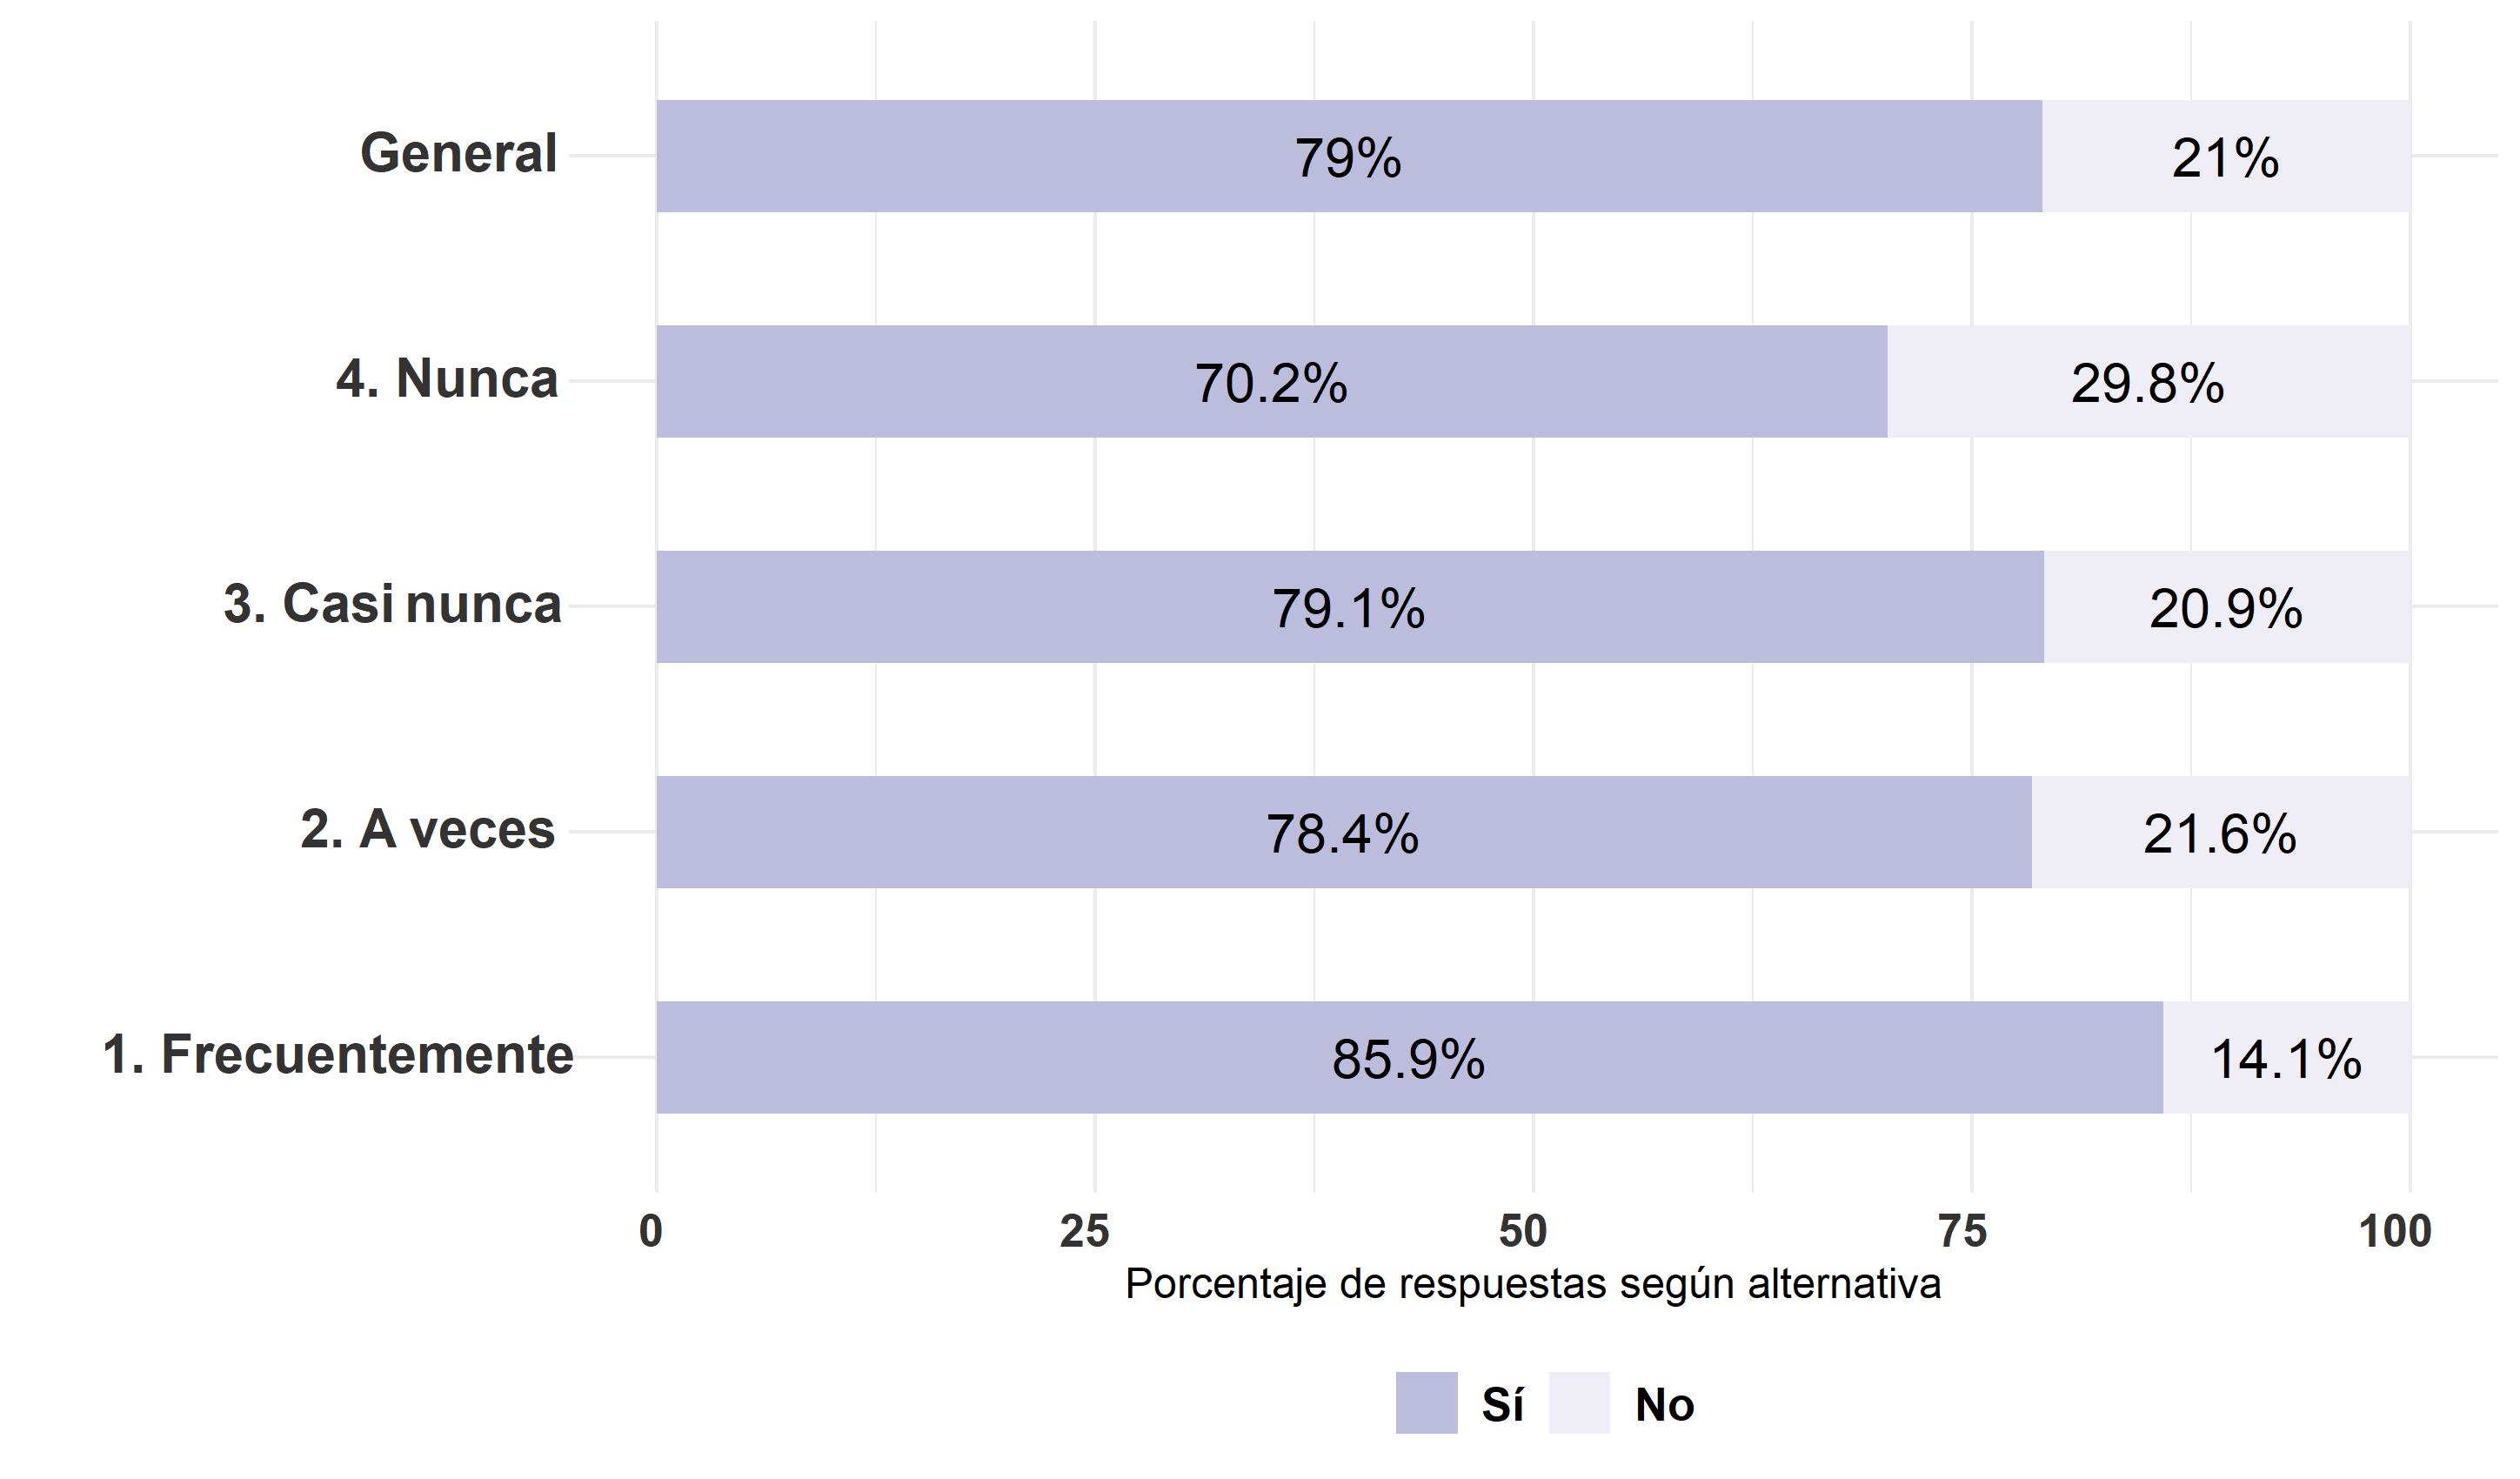 General 79% 21%
4. Nunca 70.2% 29.8%
3. Casi nunca 79.1% 20.9%
2. A veces 78.4% 21.6%
1. Frecuentemente 85.9% 14.1%
0 25 50 75 100
Porcentaje de respuestas según alternativa
Sí No